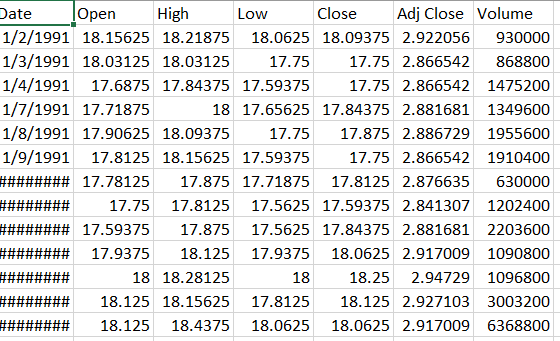 Date Open High Low Close Adj Close Volume
1/2/1991 18.15625 18.21875 18.0625 18.09375 2.922056 930000
1/3/1991 18.03125 18.03125 17.75 17.75 2.866542 868800
1/4/1991 17.6875 17.84375 17.59375 17.75 2.866542 1475200
1/7/1991 17.71875 18 17.65625 17.84375 2.881681 1349600
1/8/1991 17.90625 18.09375 17.75 17.875 2.886729 1955600
1/9/1991 17.8125 18.15625 17.59375 17.75 2.866542 1910400
######## 17.78125 17.875 17.71875 17.8125 2.876635 630000
######## 17.75 17.8125 17.5625 17.59375 2.841307 1202400
######## 17.59375 17.875 17.5625 17.84375 2.881681 2203600
######## 17.9375 18.125 17.9375 18.0625 2.917009 1090800
######## 18 18.28125 18 18.25 2.94729 1096800
######## 18.125 18.15625 17.8125 18.125 2.927103 3003200
######## 18.125 18.4375 18.0625 18.0625 2.917009 6368800